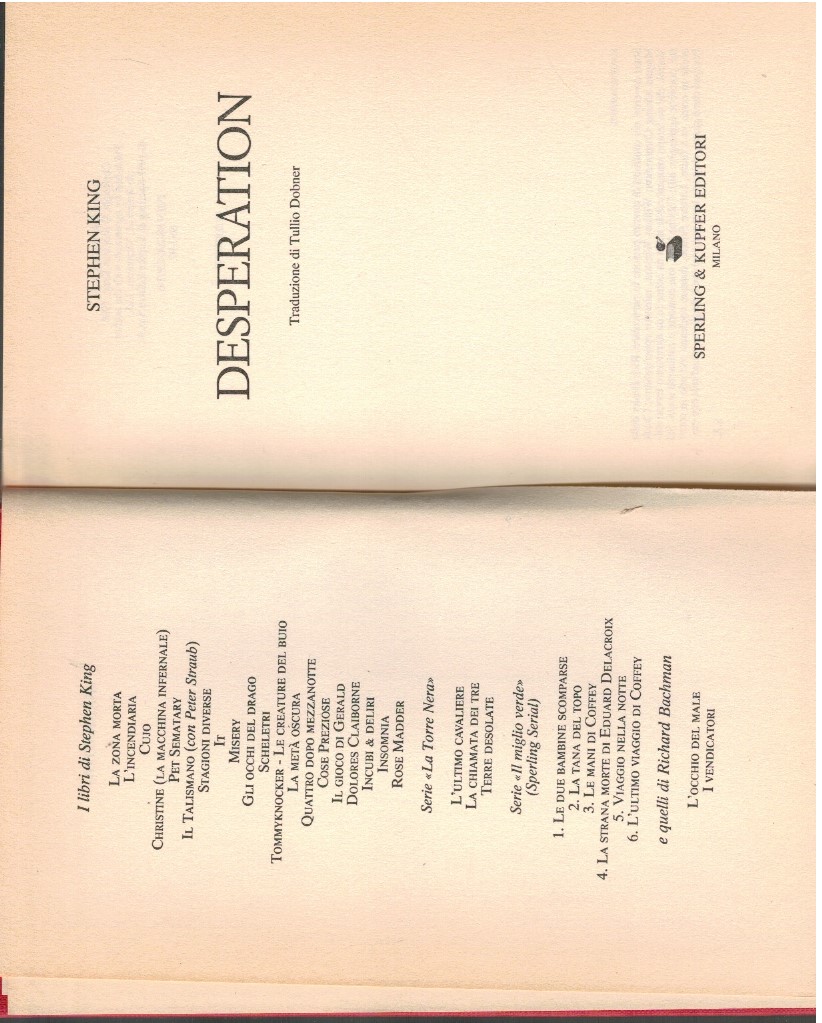 I libri di Stephen King
LA ZONA MORTA
L'INCENDIARIA
CUJO
CHRISTINE (LA MACCHINA INFERNALE)
PET SEMATARY
IL TALISMANO (con Peter Straub)
STAGIONI DIVERSE
IT
MISERY
GLI OCCHI DEL DRAGO
SCHELETRI
TOMMYKNOCKER - LE CREATURE DEL BUIO
LA METÀ OSCURA
QUATTRO DOPO MEZZANOTTE
COSE PREZIOSE
IL GIOCO DI GERALD
DOLORES CLAIBORNE
INCUBI & DELIRI
INSOMNIA
ROSE MADDER
Serie «La Torre Nera»
L'ULTIMO CAVALIERE
LA CHIAMATA DEI TRE
TERRE DESOLATE
Serie «Il miglio verde»
(Sperling Serial)
1. LE DUE BAMBINE SCOMPARSE
2. LA TANA DEL TOPO
3. LE MANI DI COFFEY
4. LA STRANA MORTE DI EDUARD DELACROIX
5. VIAGGIO NELLA NOTTE
6. L'ULTIMO VIAGGIO DI COFFEY
e quelli di Richard Bachman
L'OCCHIO DEL MALE
I VENDICATORI
STEPHEN KING
DESPERATION
Traduzione di Tullio Dobner
SPERLING & KUPFER EDITORI
MILANO